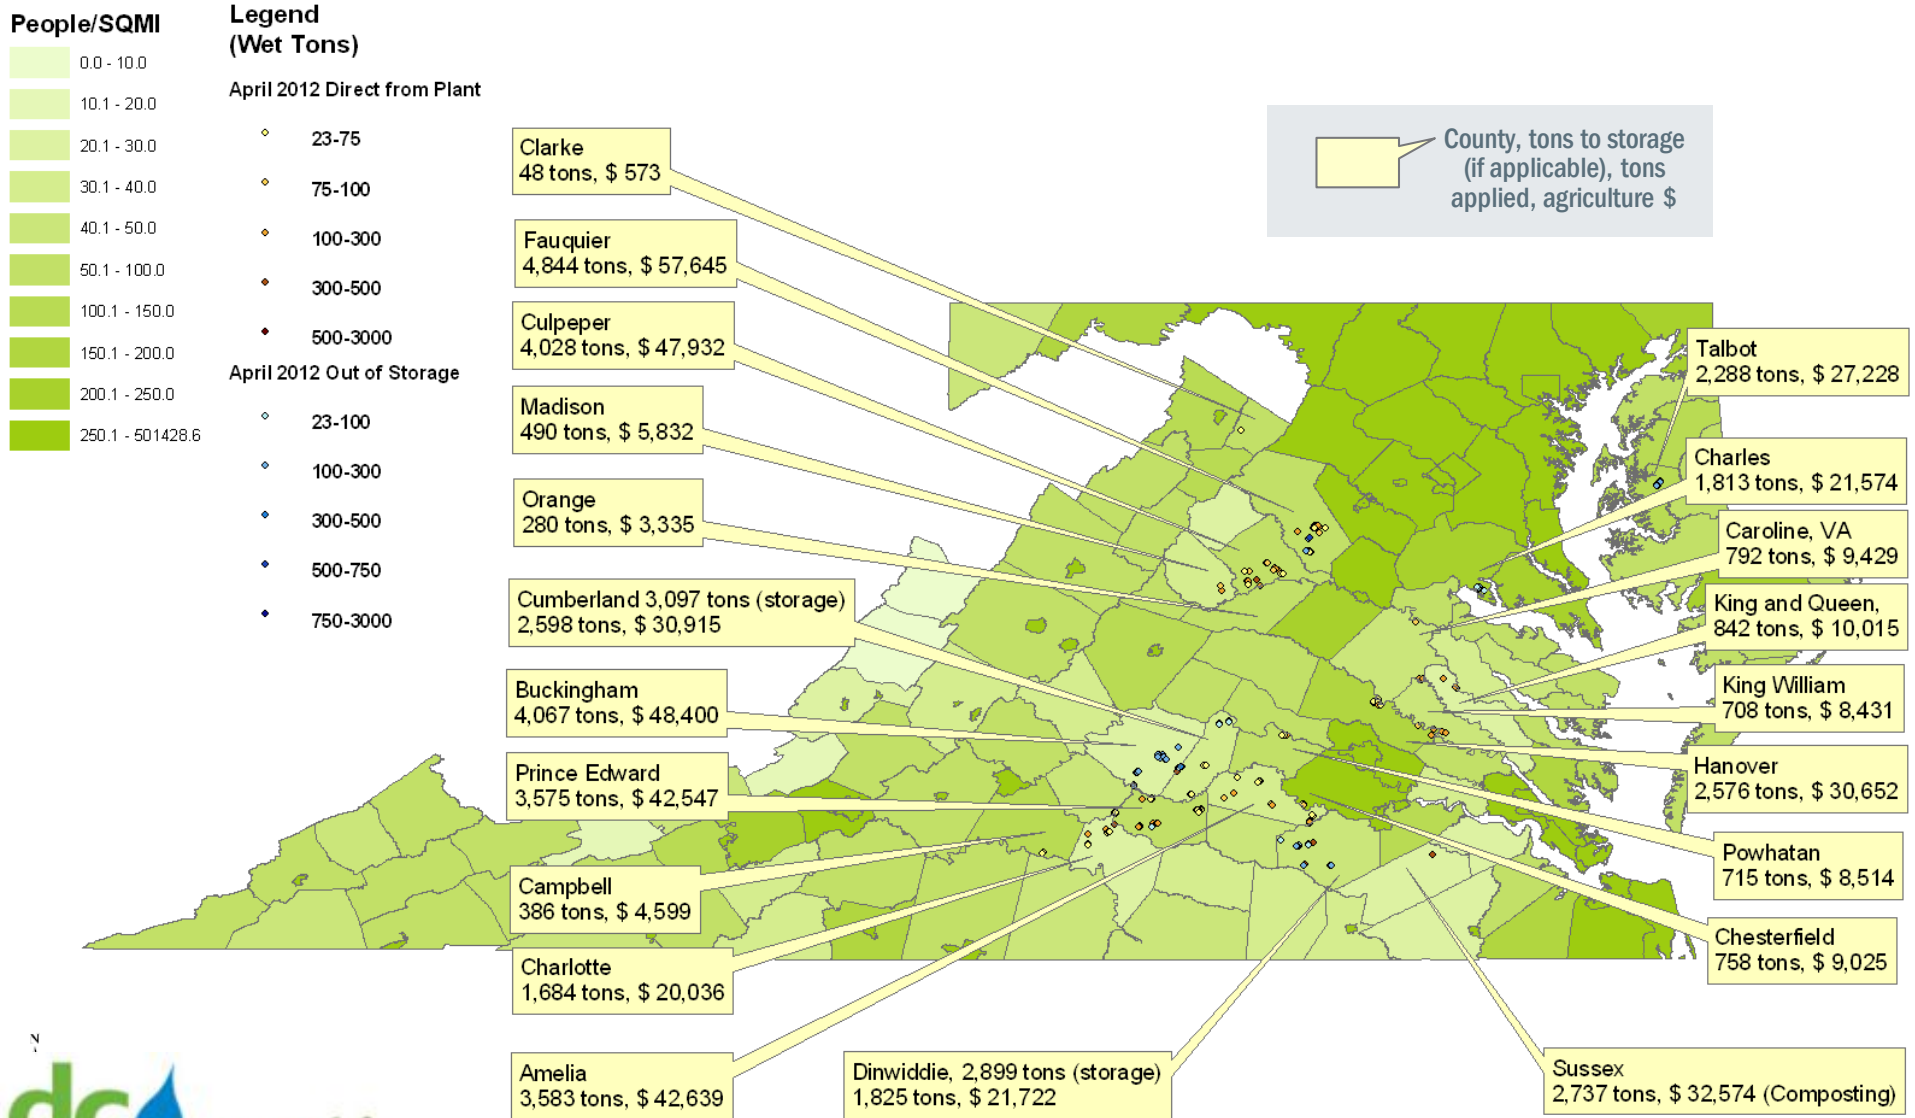 People/SQMI
0.0 - 10.0
10.1 - 20.0
20.1 - 30.0
30.1 - 40.0
40.1 - 50.0
50.1 - 100.0
100.1 - 150.0
150.1 - 200.0
200.1 - 250.0
250.1 - 501428.6
Legend
(Wet Tons)
April 2012 Direct from Plant
23-75
75-100
100-300
300-500
500-3000
April 2012 Out of Storage
23-100
100-300
300-500
500-750
750-3000
County, tons to storage
(if applicable), tons
applied, agriculture $
Clarke
48 tons, $ 573
Fauquier
4,844 tons, $ 57,645
Culpeper
4,028 tons, $ 47,932
Madison
490 tons, $ 5,832
Orange
280 tons, $ 3,335
Cumberland 3,097 tons (storage)
2,598 tons, $ 30,915
Buckingham
4,067 tons, $ 48,400
Prince Edward
3,575 tons, $ 42,547
Campbell
386 tons, $ 4,599
Charlotte
1,684 tons, $ 20,036
Amelia
3,583 tons, $ 42,639
Dinwiddie, 2,899 tons (storage)
1,825 tons, $ 21,722
Talbot
2,288 tons, $ 27,228
Charles
1,813 tons, $ 21,574
Caroline, VA
792 tons, $ 9,429
King and Queen,
842 tons, $ 10,015
King William
708 tons, $ 8,431
Hanover
2,576 tons, $ 30,652
Powhatan
715 tons, $ 8,514
Chesterfield
758 tons, $ 9,025
Sussex
2,737 tons, $ 32,574 (Composting)
N
dc